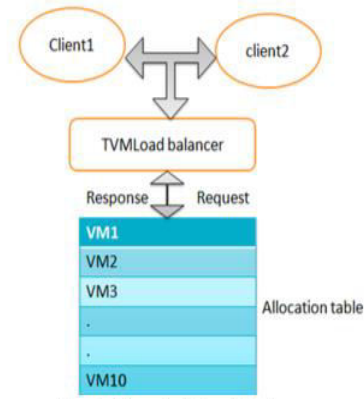 Client1
client2
TVMLoad balancer
Response
Request
VM1
VM2
VM3
.
.
VM10
Allocation table